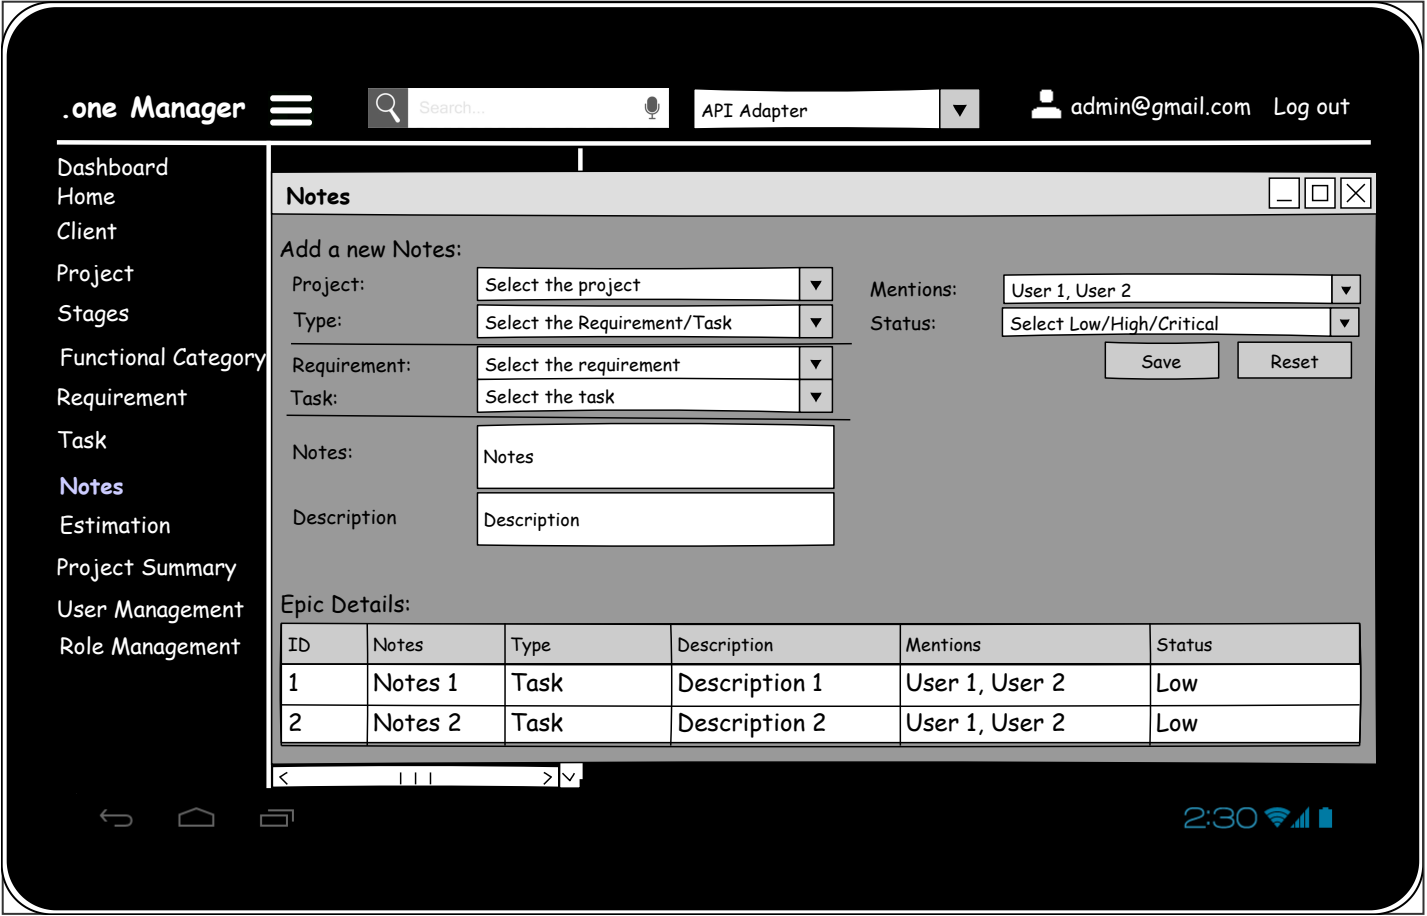 .one Manager
Search...
API Adapter
admin@gmail.com
Log out
Dashboard
Home
Client
Project
Stages
Functional Category
Requirement
Task
Notes
Estimation
Project Summary
User Management
Role Management
Notes
Add a new Notes:
Project: Select the project
Type: Select the Requirement/Task
Requirement: Select the requirement
Task: Select the task
Notes: Notes
Description Description
Mentions: User 1, User 2
Status: Select Low/High/Critical
Save Reset
Epic Details:
ID Notes Type Description Mentions Status
1 Notes 1 Task Description 1 User 1, User 2 Low
2 Notes 2 Task Description 2 User 1, User 2 Low
2:30